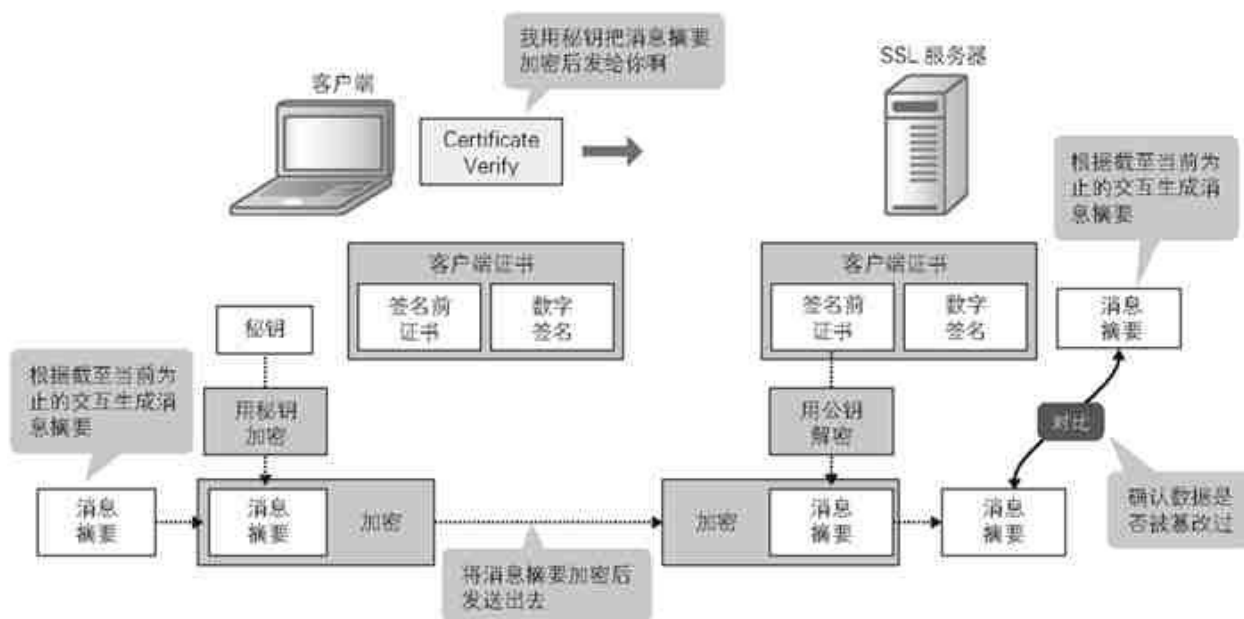 我用秘钥把消息摘要
加密后发给你啊
SSL 服务器
客户端
Certificate
Verify
根据截至当前为
止的交互生成消
息摘要
客户端证书
签名前
证书
数字
签名
客户端证书
签名前
证书
数字
签名
消息
摘要
秘钥
根据截至当前为
止的交互生成消
息摘要
用秘钥
加密
用公钥
解密
对比
消息
摘要
消息
摘要
加密
加密
消息
摘要
消息
摘要
确认数据是
否被篡改过
将消息摘要加密后
发送出去